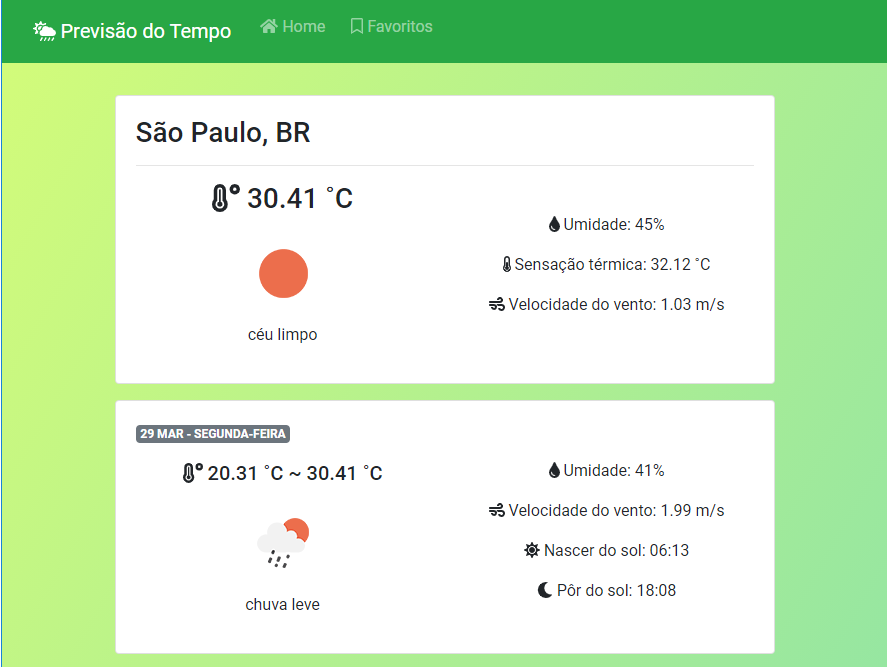 Previsão do Tempo Home Favoritos
São Paulo, BR
30.41 °C
céu limpo
Umidade: 45%
Sensação térmica: 32.12 °C
Velocidade do vento: 1.03 m/s
29 MAR - SEGUNDA-FEIRA
20.31 °C ~ 30.41 °C
chuva leve
Umidade: 41%
Velocidade do vento: 1.99 m/s
Nascer do sol: 06:13
Pôr do sol: 18:08